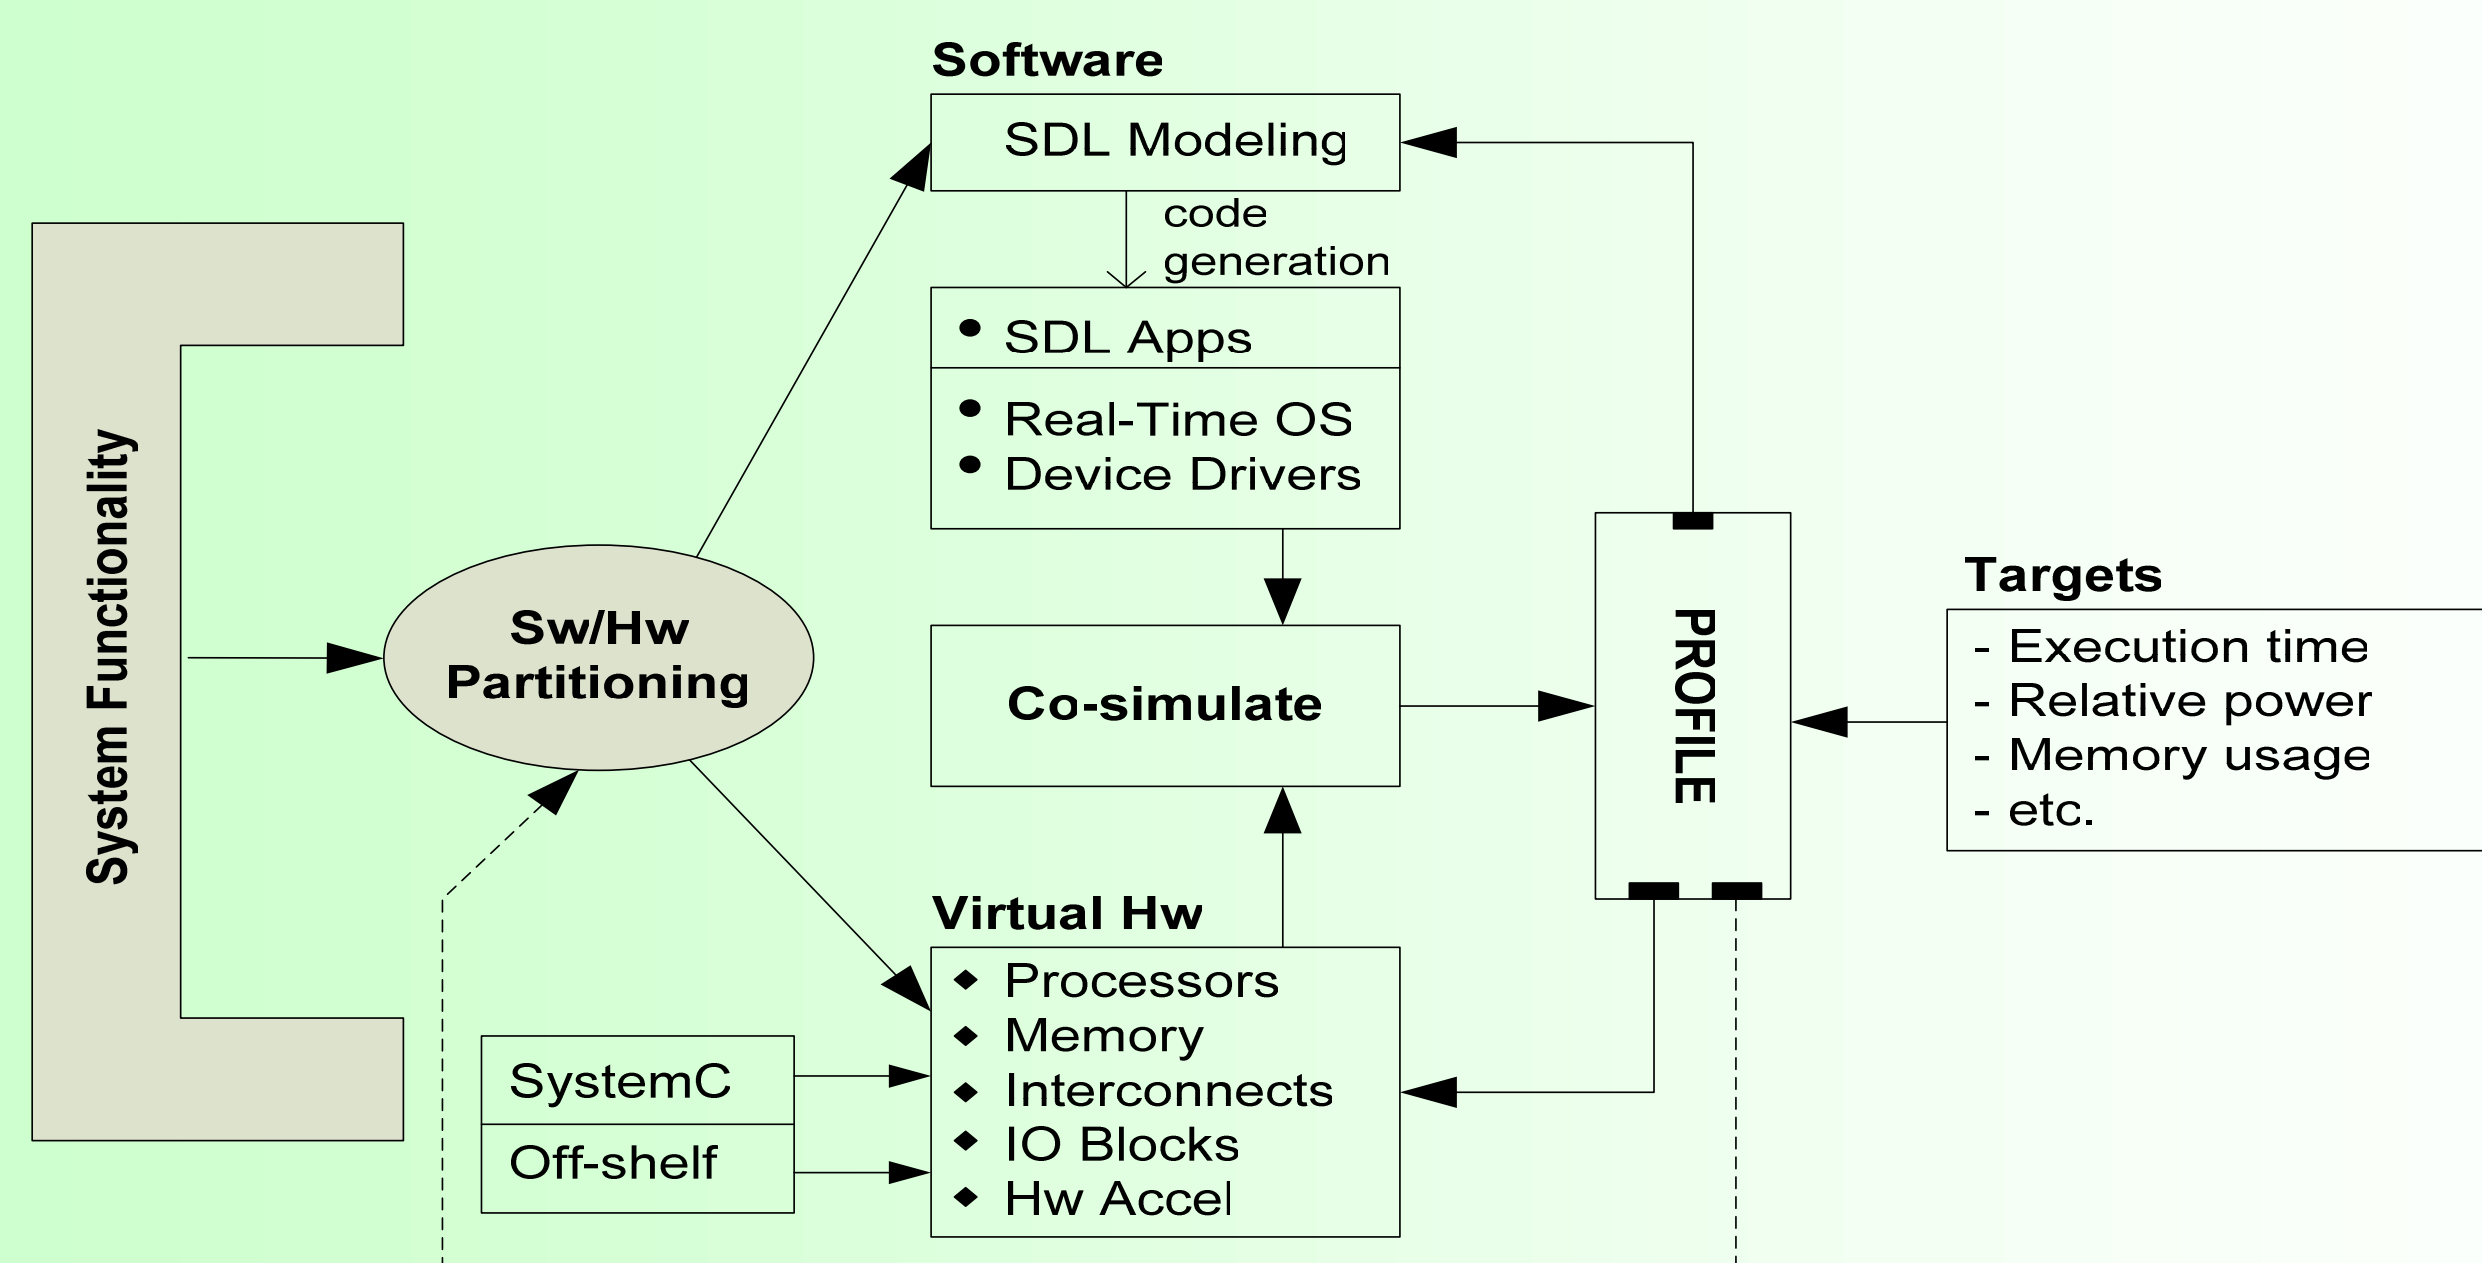 System Functionality
Sw/Hw
Partitioning
Software
SDL Modeling
code
generation
SDL Apps
Real-Time OS
Device Drivers
Co-simulate
Virtual Hw
Processors
Memory
Interconnects
IO Blocks
Hw Accel
SystemC
Off-shelf
PROFILE
Targets
- Execution time
- Relative power
- Memory usage
- etc.